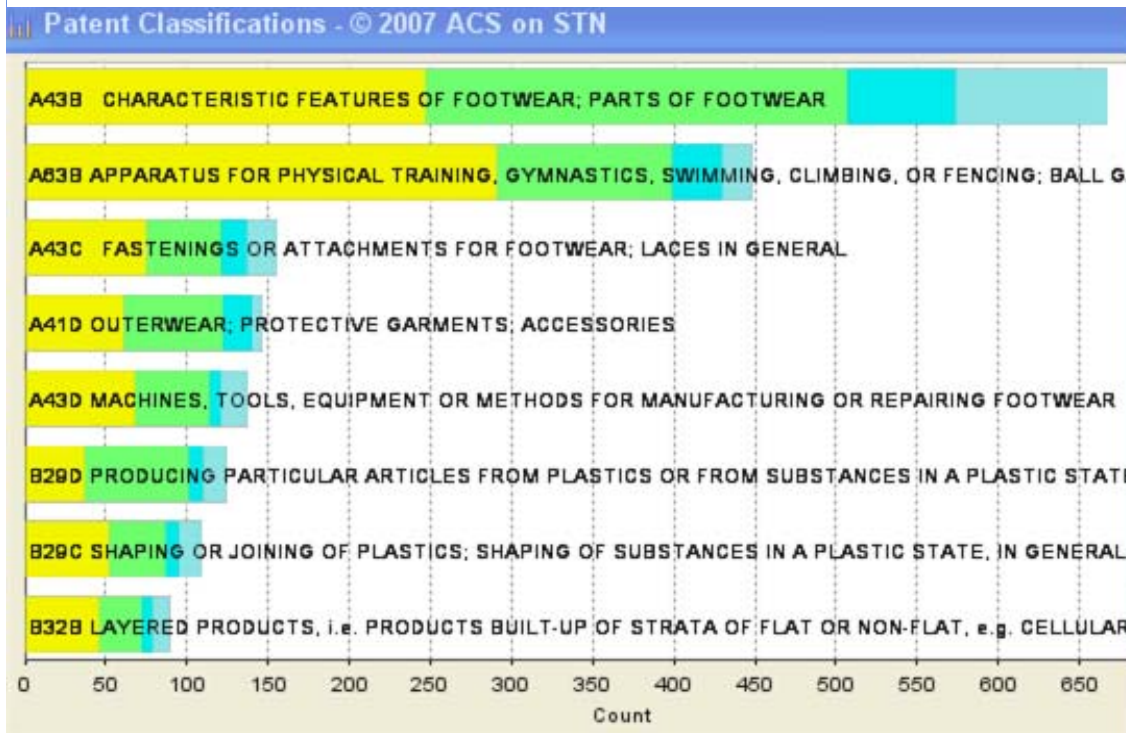 Patent Classifications - © 2007 ACS on STN
A43B CHARACTERISTIC FEATURES OF FOOTWEAR; PARTS OF FOOTWEAR
A63B APPARATUS FOR PHYSICAL TRAINING, GYMNASTICS, SWIMMING, CLIMBING, OR FENCING; BALL G
A43C FASTENINGS OR ATTACHMENTS FOR FOOTWEAR; LACES IN GENERAL
A41D OUTERWEAR; PROTECTIVE GARMENTS; ACCESSORIES
A43D MACHINES, TOOLS, EQUIPMENT OR METHODS FOR MANUFACTURING OR REPAIRING FOOTWEAR
B29D PRODUCING PARTICULAR ARTICLES FROM PLASTICS OR FROM SUBSTANCES IN A PLASTIC STAT
B29C SHAPING OR JOINING OF PLASTICS; SHAPING OF SUBSTANCES IN A PLASTIC STATE, IN GENERAL
B32B LAYERED PRODUCTS, i.e. PRODUCTS BUILT-UP OF STRATA OF FLAT OR NON-FLAT, e.g. CELLULAR
0 50 100 150 200 250 300 350 400 450 500 550 600 650
Count